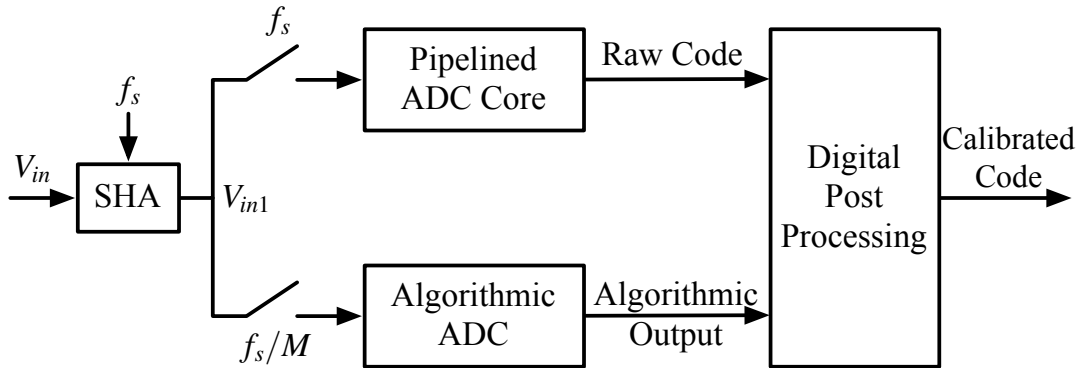 V_in
f_s
SHA
V_in1
f_s
Pipelined
ADC Core
Raw Code
f_s/M
Algorithmic
ADC
Algorithmic
Output
Digital
Post
Processing
Calibrated
Code